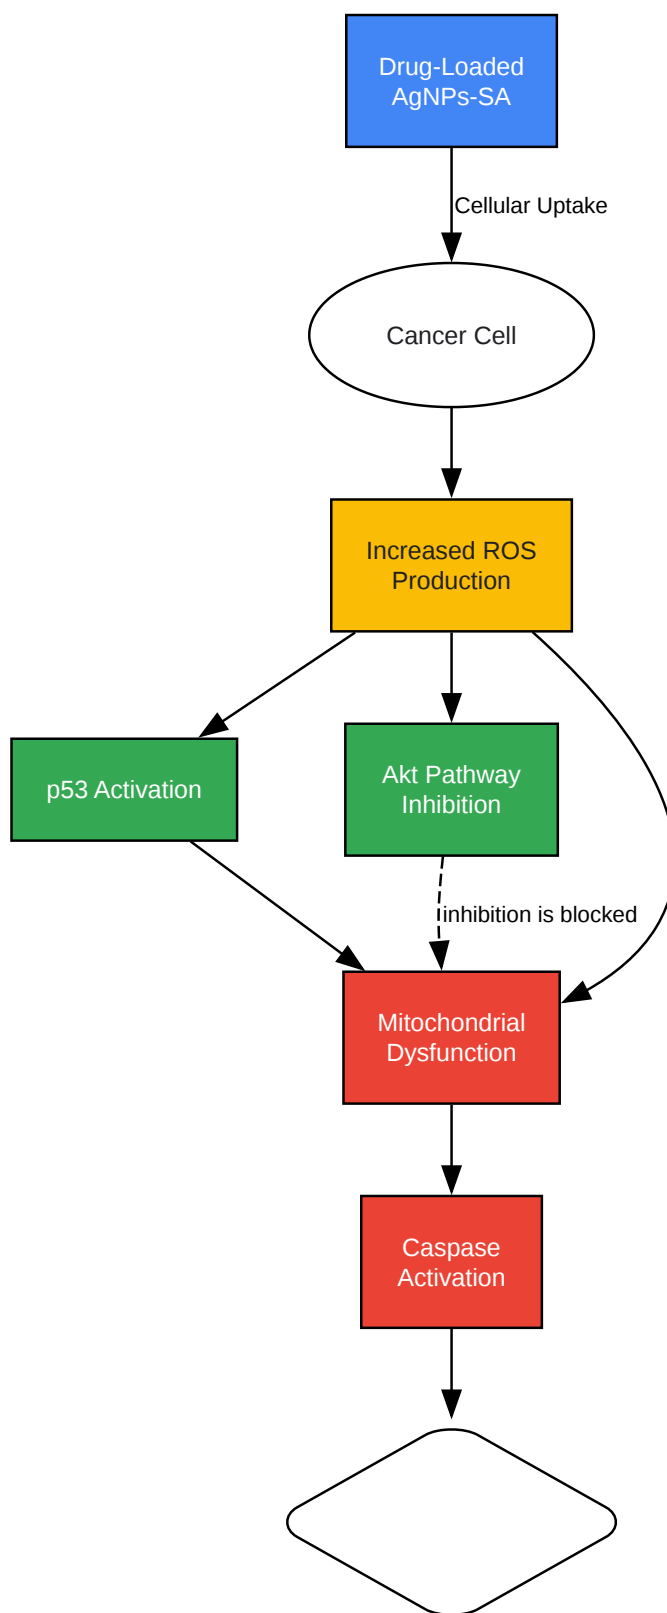 Drug-Loaded
AgNPs-SA
Cellular Uptake
Cancer Cell
Increased ROS
Production
p53 Activation
Akt Pathway
Inhibition
inhibition is blocked
Mitochondrial
Dysfunction
Caspase
Activation